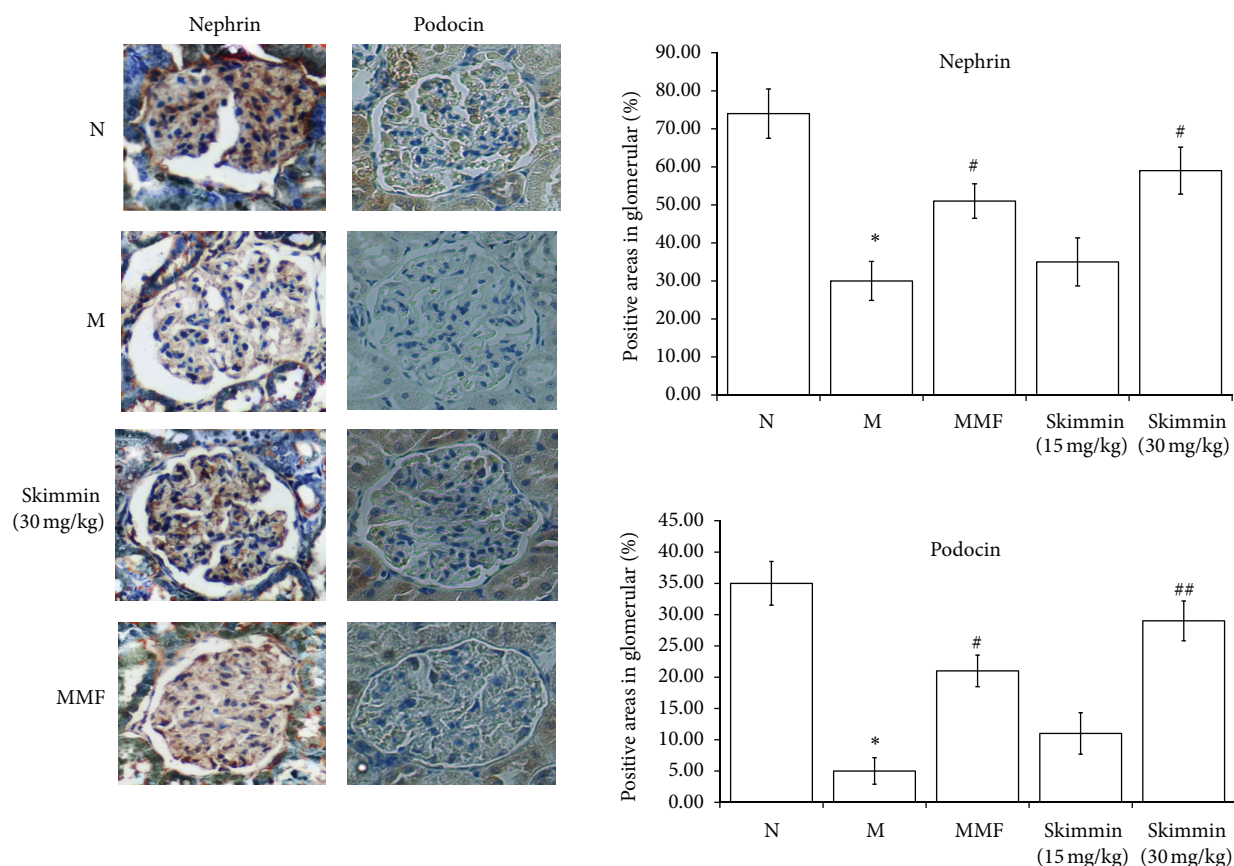 Nephrin
Podocin
N
M
Skimmin
(30 mg/kg)
MMF
Nephrin
Positive areas in glomerular (%)
90.00
80.00
70.00
60.00
50.00
40.00
30.00
20.00
10.00
0.00
*
#
#
N
M
MMF
Skimmin
(15 mg/kg)
Skimmin
(30 mg/kg)
Podocin
Positive areas in glomerular (%)
45.00
40.00
35.00
30.00
25.00
20.00
15.00
10.00
5.00
0.00
*
#
##
N
M
MMF
Skimmin
(15 mg/kg)
Skimmin
(30 mg/kg)